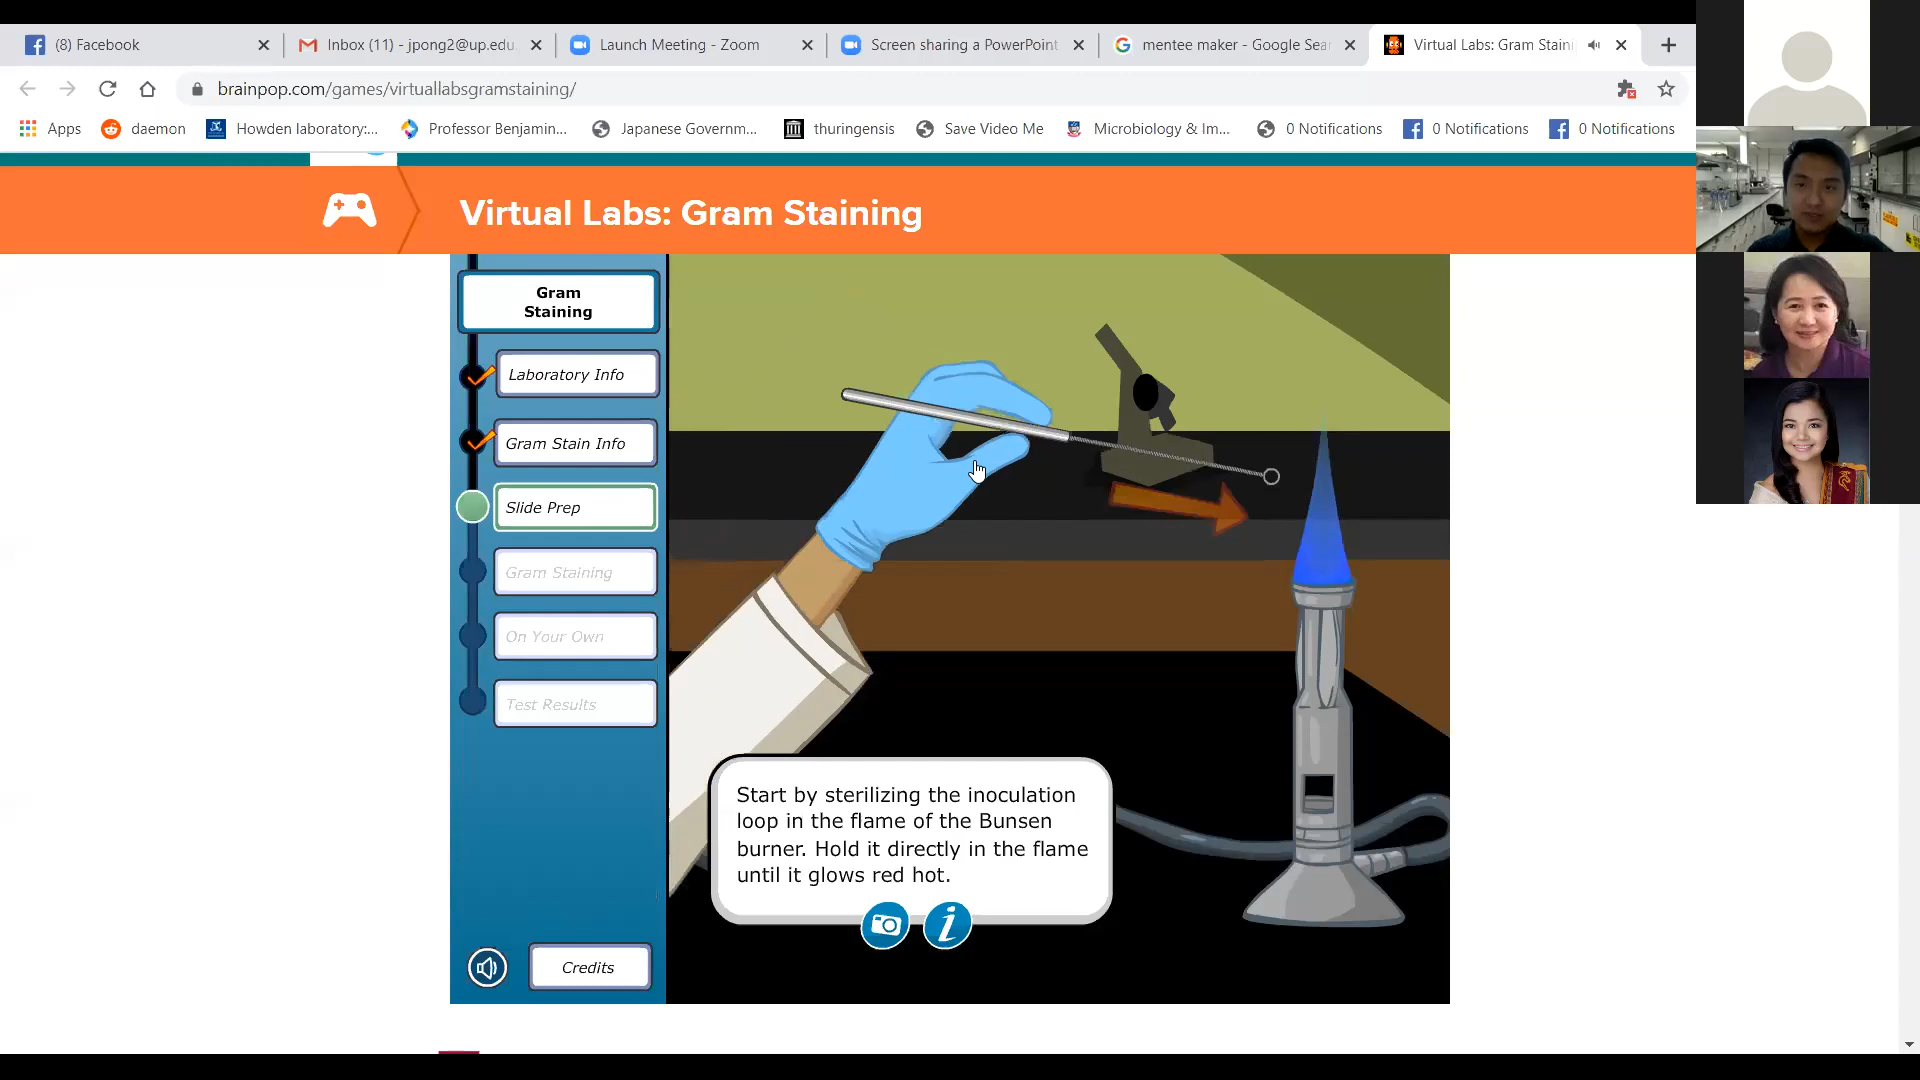 (8) Facebook
Inbox (11) - jpong2@up.edu.
Launch Meeting - Zoom
Screen sharing a PowerPoint
mentee maker - Google Sear
Virtual Labs: Gram Staini
brainpop.com/games/virtuallabsgramstaining/
Apps
daemon
Howden laboratory:...
Professor Benjamin...
Japanese Governm...
thuringensis
Save Video Me
Microbiology & Im...
0 Notifications
0 Notifications
0 Notifications
Virtual Labs: Gram Staining
Gram
Staining
Laboratory Info
Gram Stain Info
Slide Prep
Gram Staining
On Your Own
Test Results
Credits
Start by sterilizing the inoculation
loop in the flame of the Bunsen
burner. Hold it directly in the flame
until it glows red hot.
i